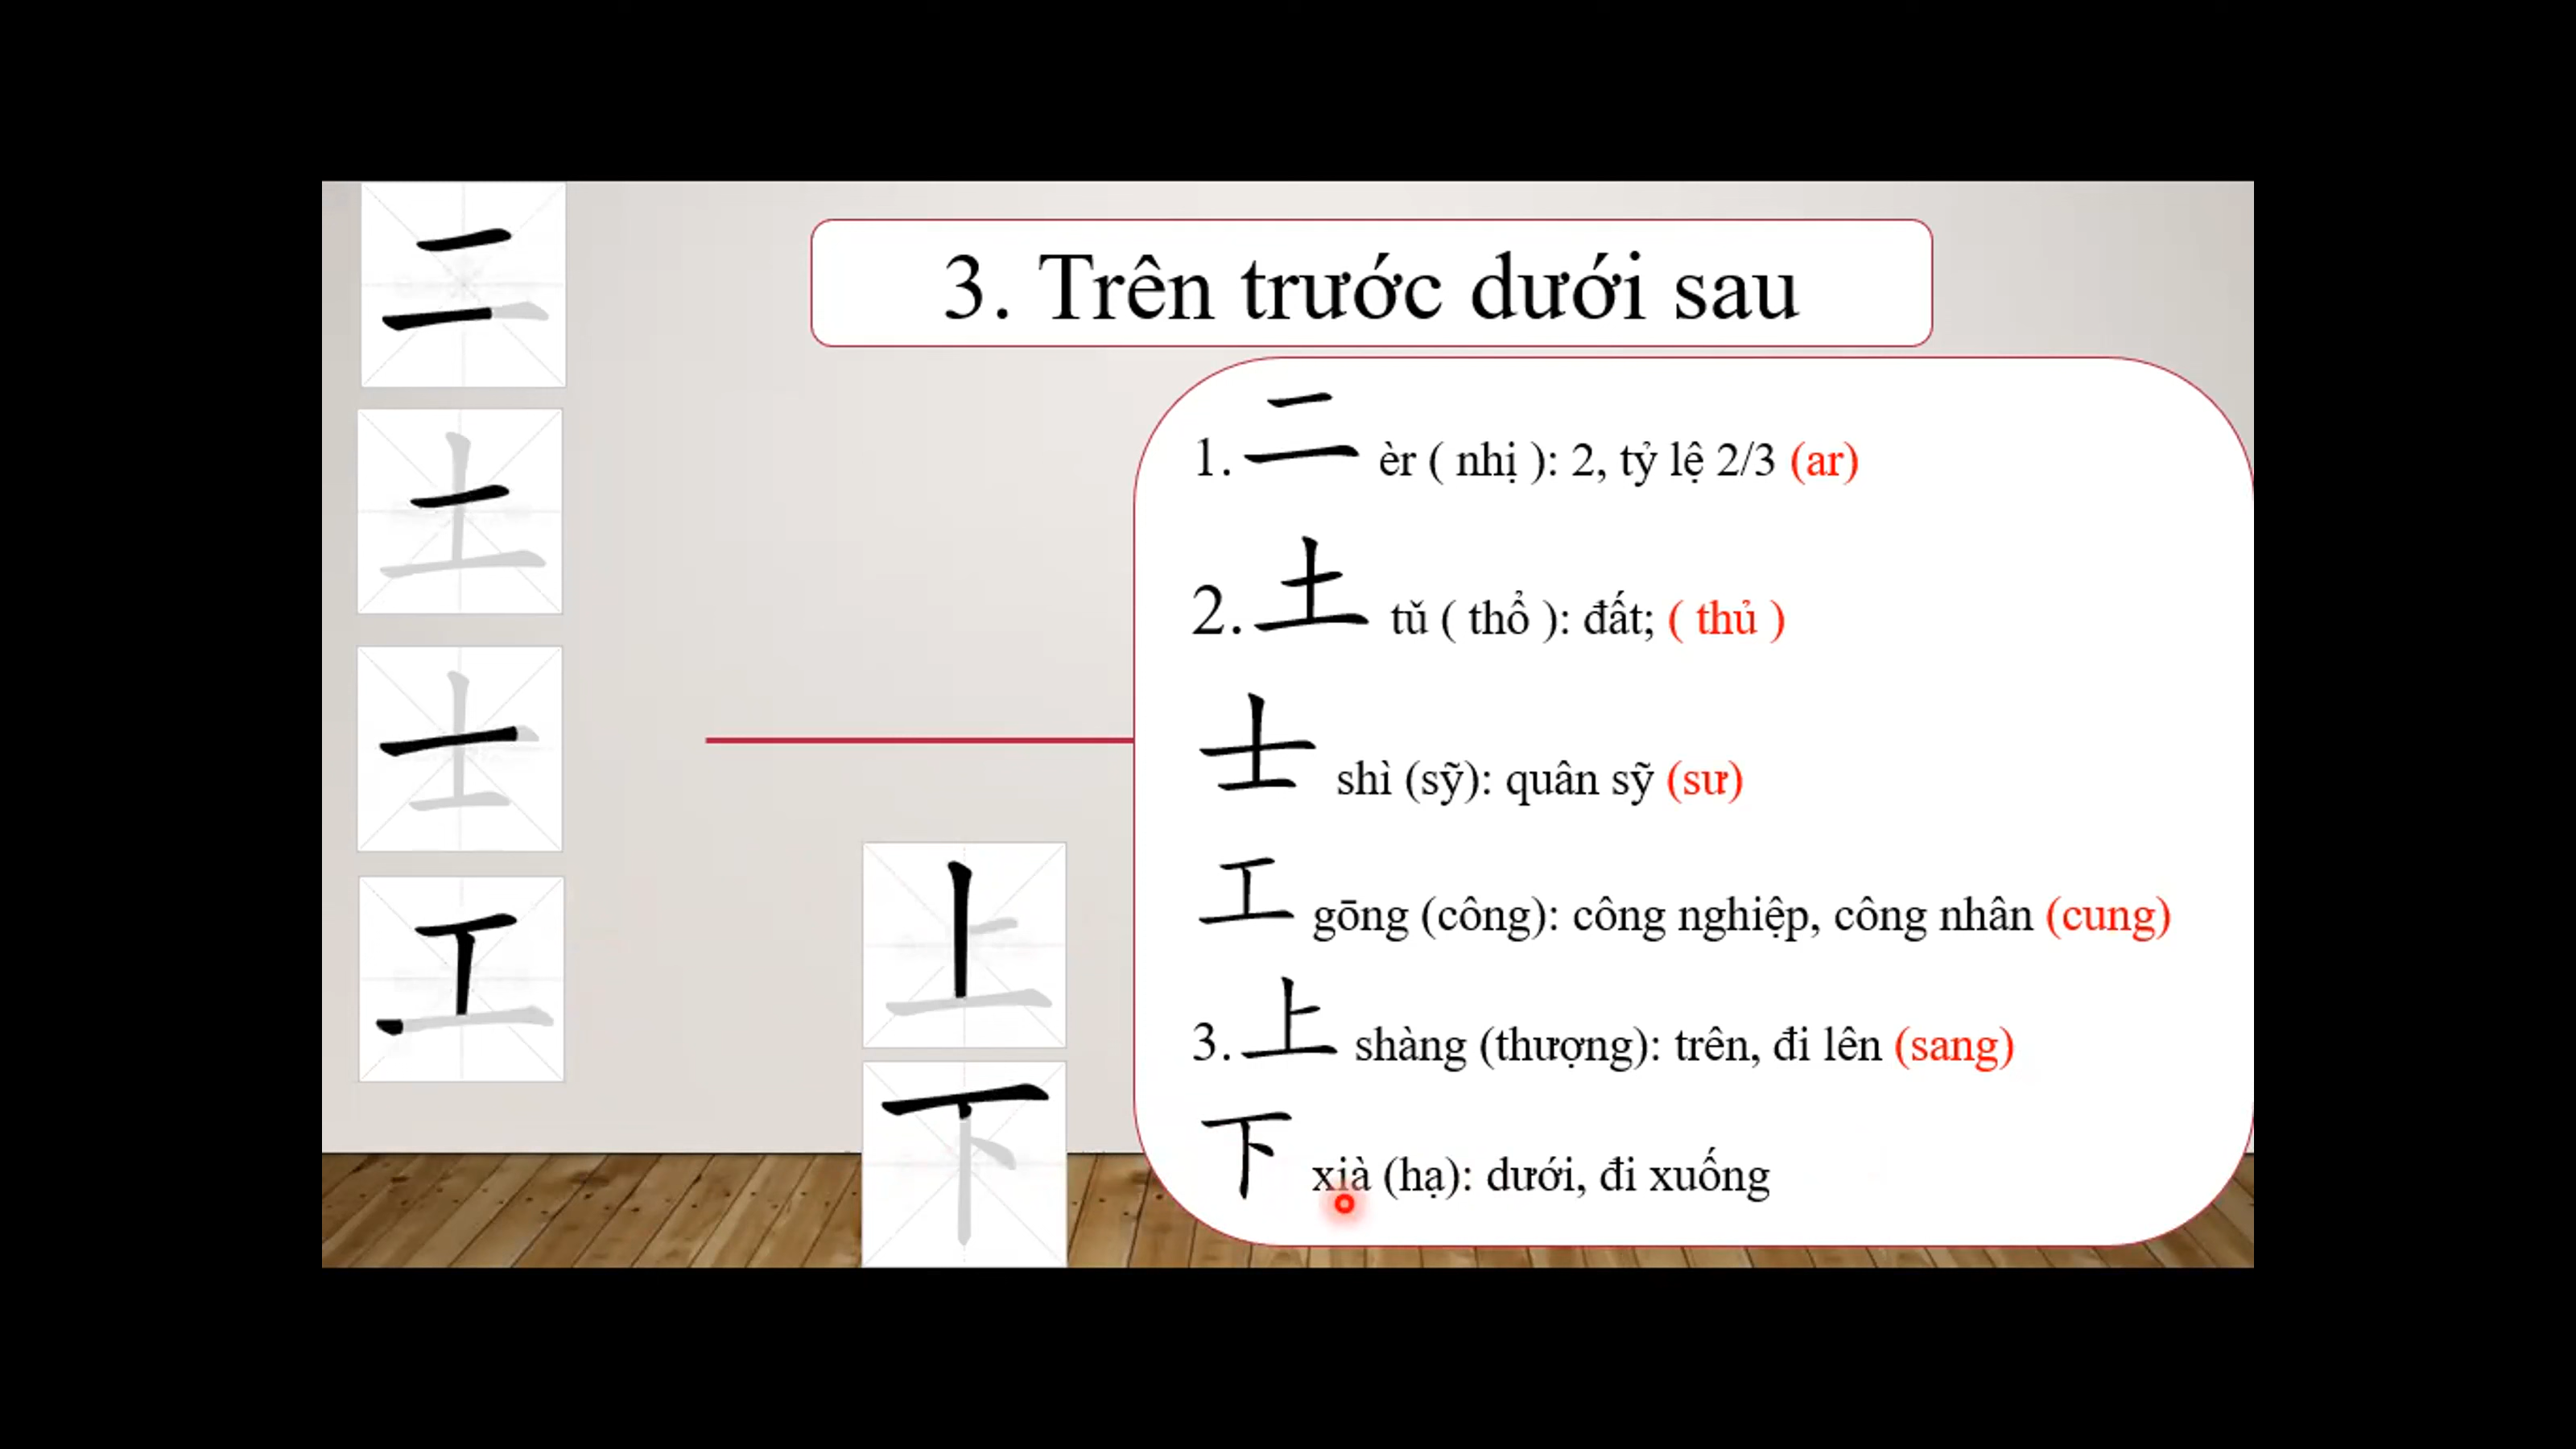 3. Trên trước dưới sau
二
土
士
工
上
下
1. 二 èr ( nhị ): 2, tỷ lệ 2/3 (ar)
2. 土 tǔ ( thổ ): đất; ( thủ )
士 shì (sỹ): quân sỹ (sư)
工 gōng (công): công nghiệp, công nhân (cung)
3. 上 shàng (thượng): trên, đi lên (sang)
下 xià (hạ): dưới, đi xuống